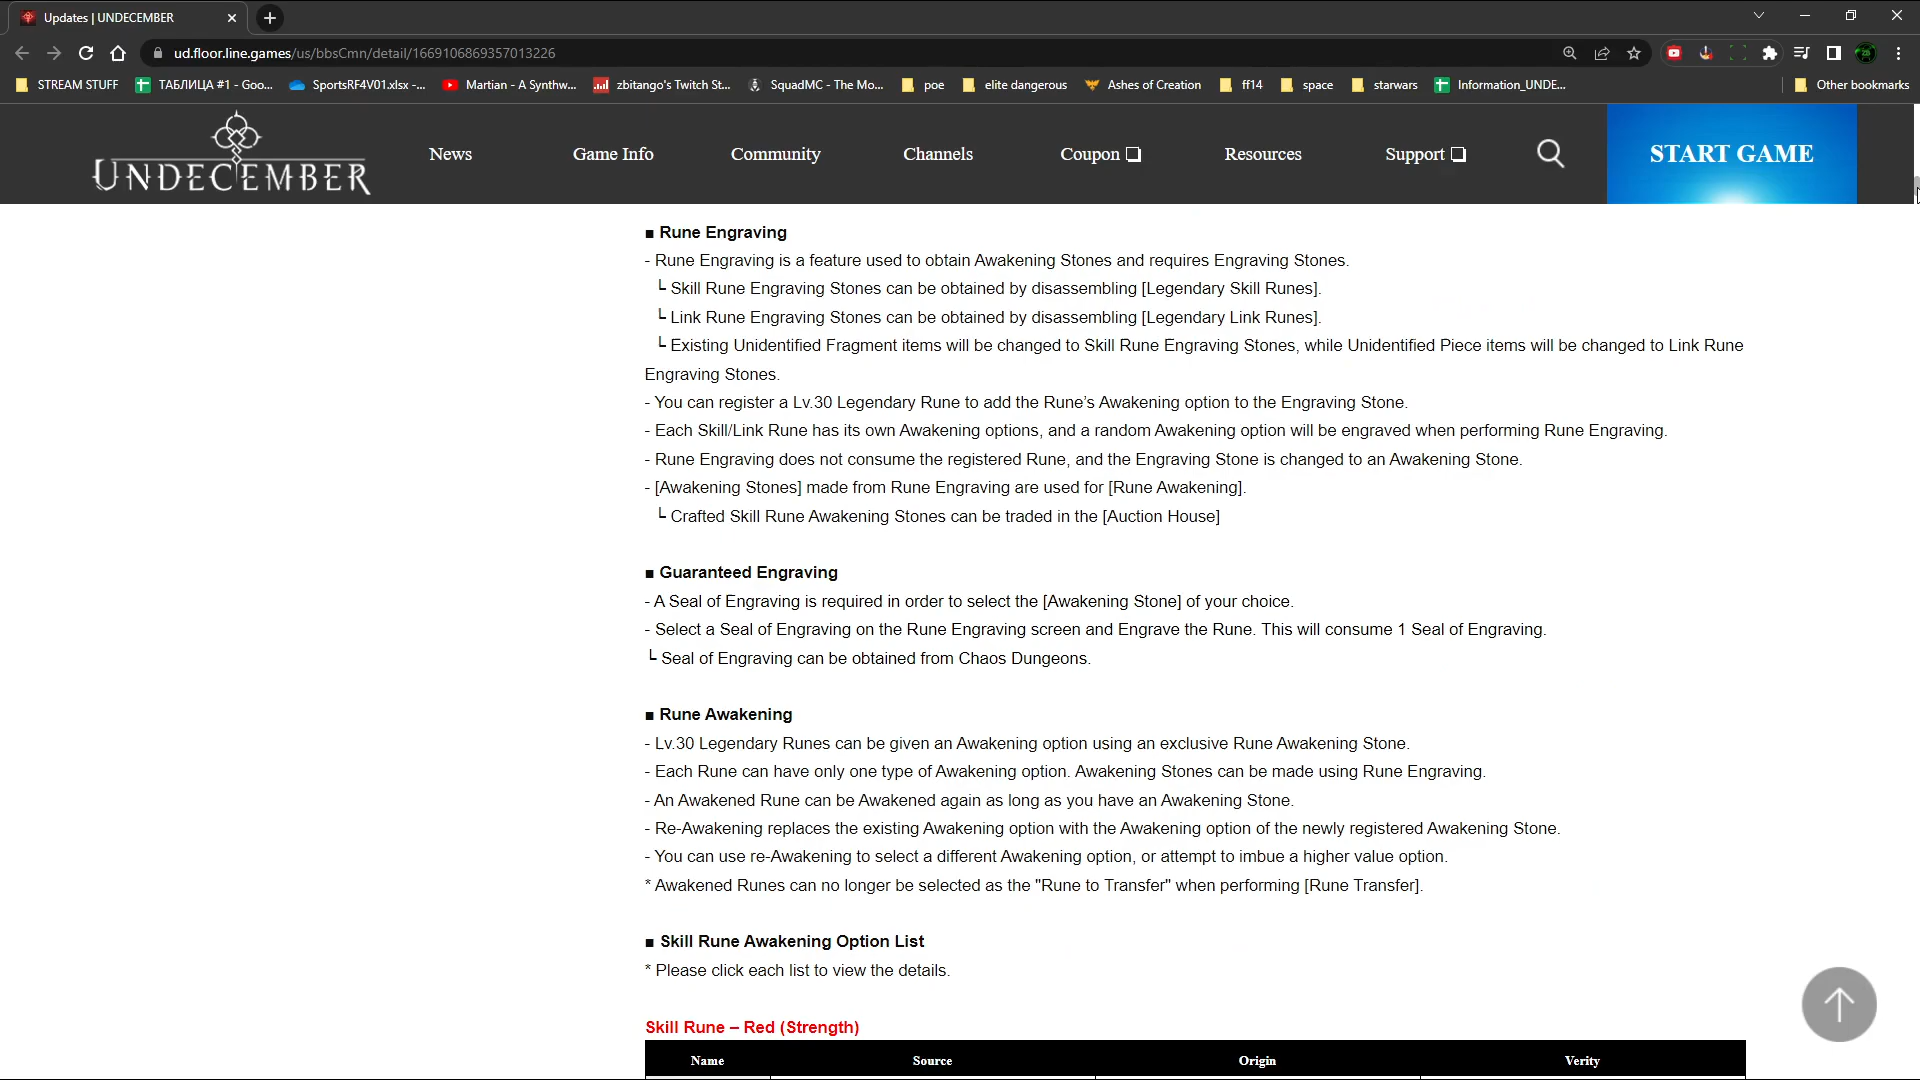 Updates | UNDECEMBER
ud.floor.line.games/us/bbsCmn/detail/1669106869357013226
STREAM STUFF
ТАБЛИЦА #1 - Goo...
SportsRF4V01.xlsx -...
Martian - A Synthw...
zbitango's Twitch St...
SquadMC - The Mo...
poe
elite dangerous
Ashes of Creation
ff14
space
starwars
Information_UNDE...
Other bookmarks
UNDECEMBER
News
Game Info
Community
Channels
Coupon ❏
Resources
Support ❏
START GAME
■ Rune Engraving
- Rune Engraving is a feature used to obtain Awakening Stones and requires Engraving Stones.
┗ Skill Rune Engraving Stones can be obtained by disassembling [Legendary Skill Runes].
┗ Link Rune Engraving Stones can be obtained by disassembling [Legendary Link Runes].
┗ Existing Unidentified Fragment items will be changed to Skill Rune Engraving Stones, while Unidentified Piece items will be changed to Link Rune
Engraving Stones.
- You can register a Lv.30 Legendary Rune to add the Rune’s Awakening option to the Engraving Stone.
- Each Skill/Link Rune has its own Awakening options, and a random Awakening option will be engraved when performing Rune Engraving.
- Rune Engraving does not consume the registered Rune, and the Engraving Stone is changed to an Awakening Stone.
- [Awakening Stones] made from Rune Engraving are used for [Rune Awakening].
┗ Crafted Skill Rune Awakening Stones can be traded in the [Auction House]
■ Guaranteed Engraving
- A Seal of Engraving is required in order to select the [Awakening Stone] of your choice.
- Select a Seal of Engraving on the Rune Engraving screen and Engrave the Rune. This will consume 1 Seal of Engraving.
┗ Seal of Engraving can be obtained from Chaos Dungeons.
■ Rune Awakening
- Lv.30 Legendary Runes can be given an Awakening option using an exclusive Rune Awakening Stone.
- Each Rune can have only one type of Awakening option. Awakening Stones can be made using Rune Engraving.
- An Awakened Rune can be Awakened again as long as you have an Awakening Stone.
- Re-Awakening replaces the existing Awakening option with the Awakening option of the newly registered Awakening Stone.
- You can use re-Awakening to select a different Awakening option, or attempt to imbue a higher value option.
* Awakened Runes can no longer be selected as the "Rune to Transfer" when performing [Rune Transfer].
■ Skill Rune Awakening Option List
* Please click each list to view the details.
Skill Rune – Red (Strength)
Name Source Origin Verity